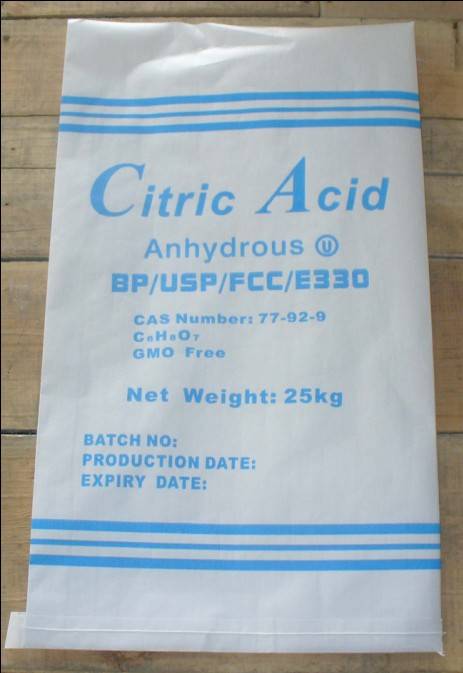 Citric Acid
Anhydrous Ⓤ
BP/USP/FCC/E330
CAS Number: 77-92-9
C₆H₈O₇
GMO Free
Net Weight: 25kg
BATCH NO:
PRODUCTION DATE:
EXPIRY DATE: